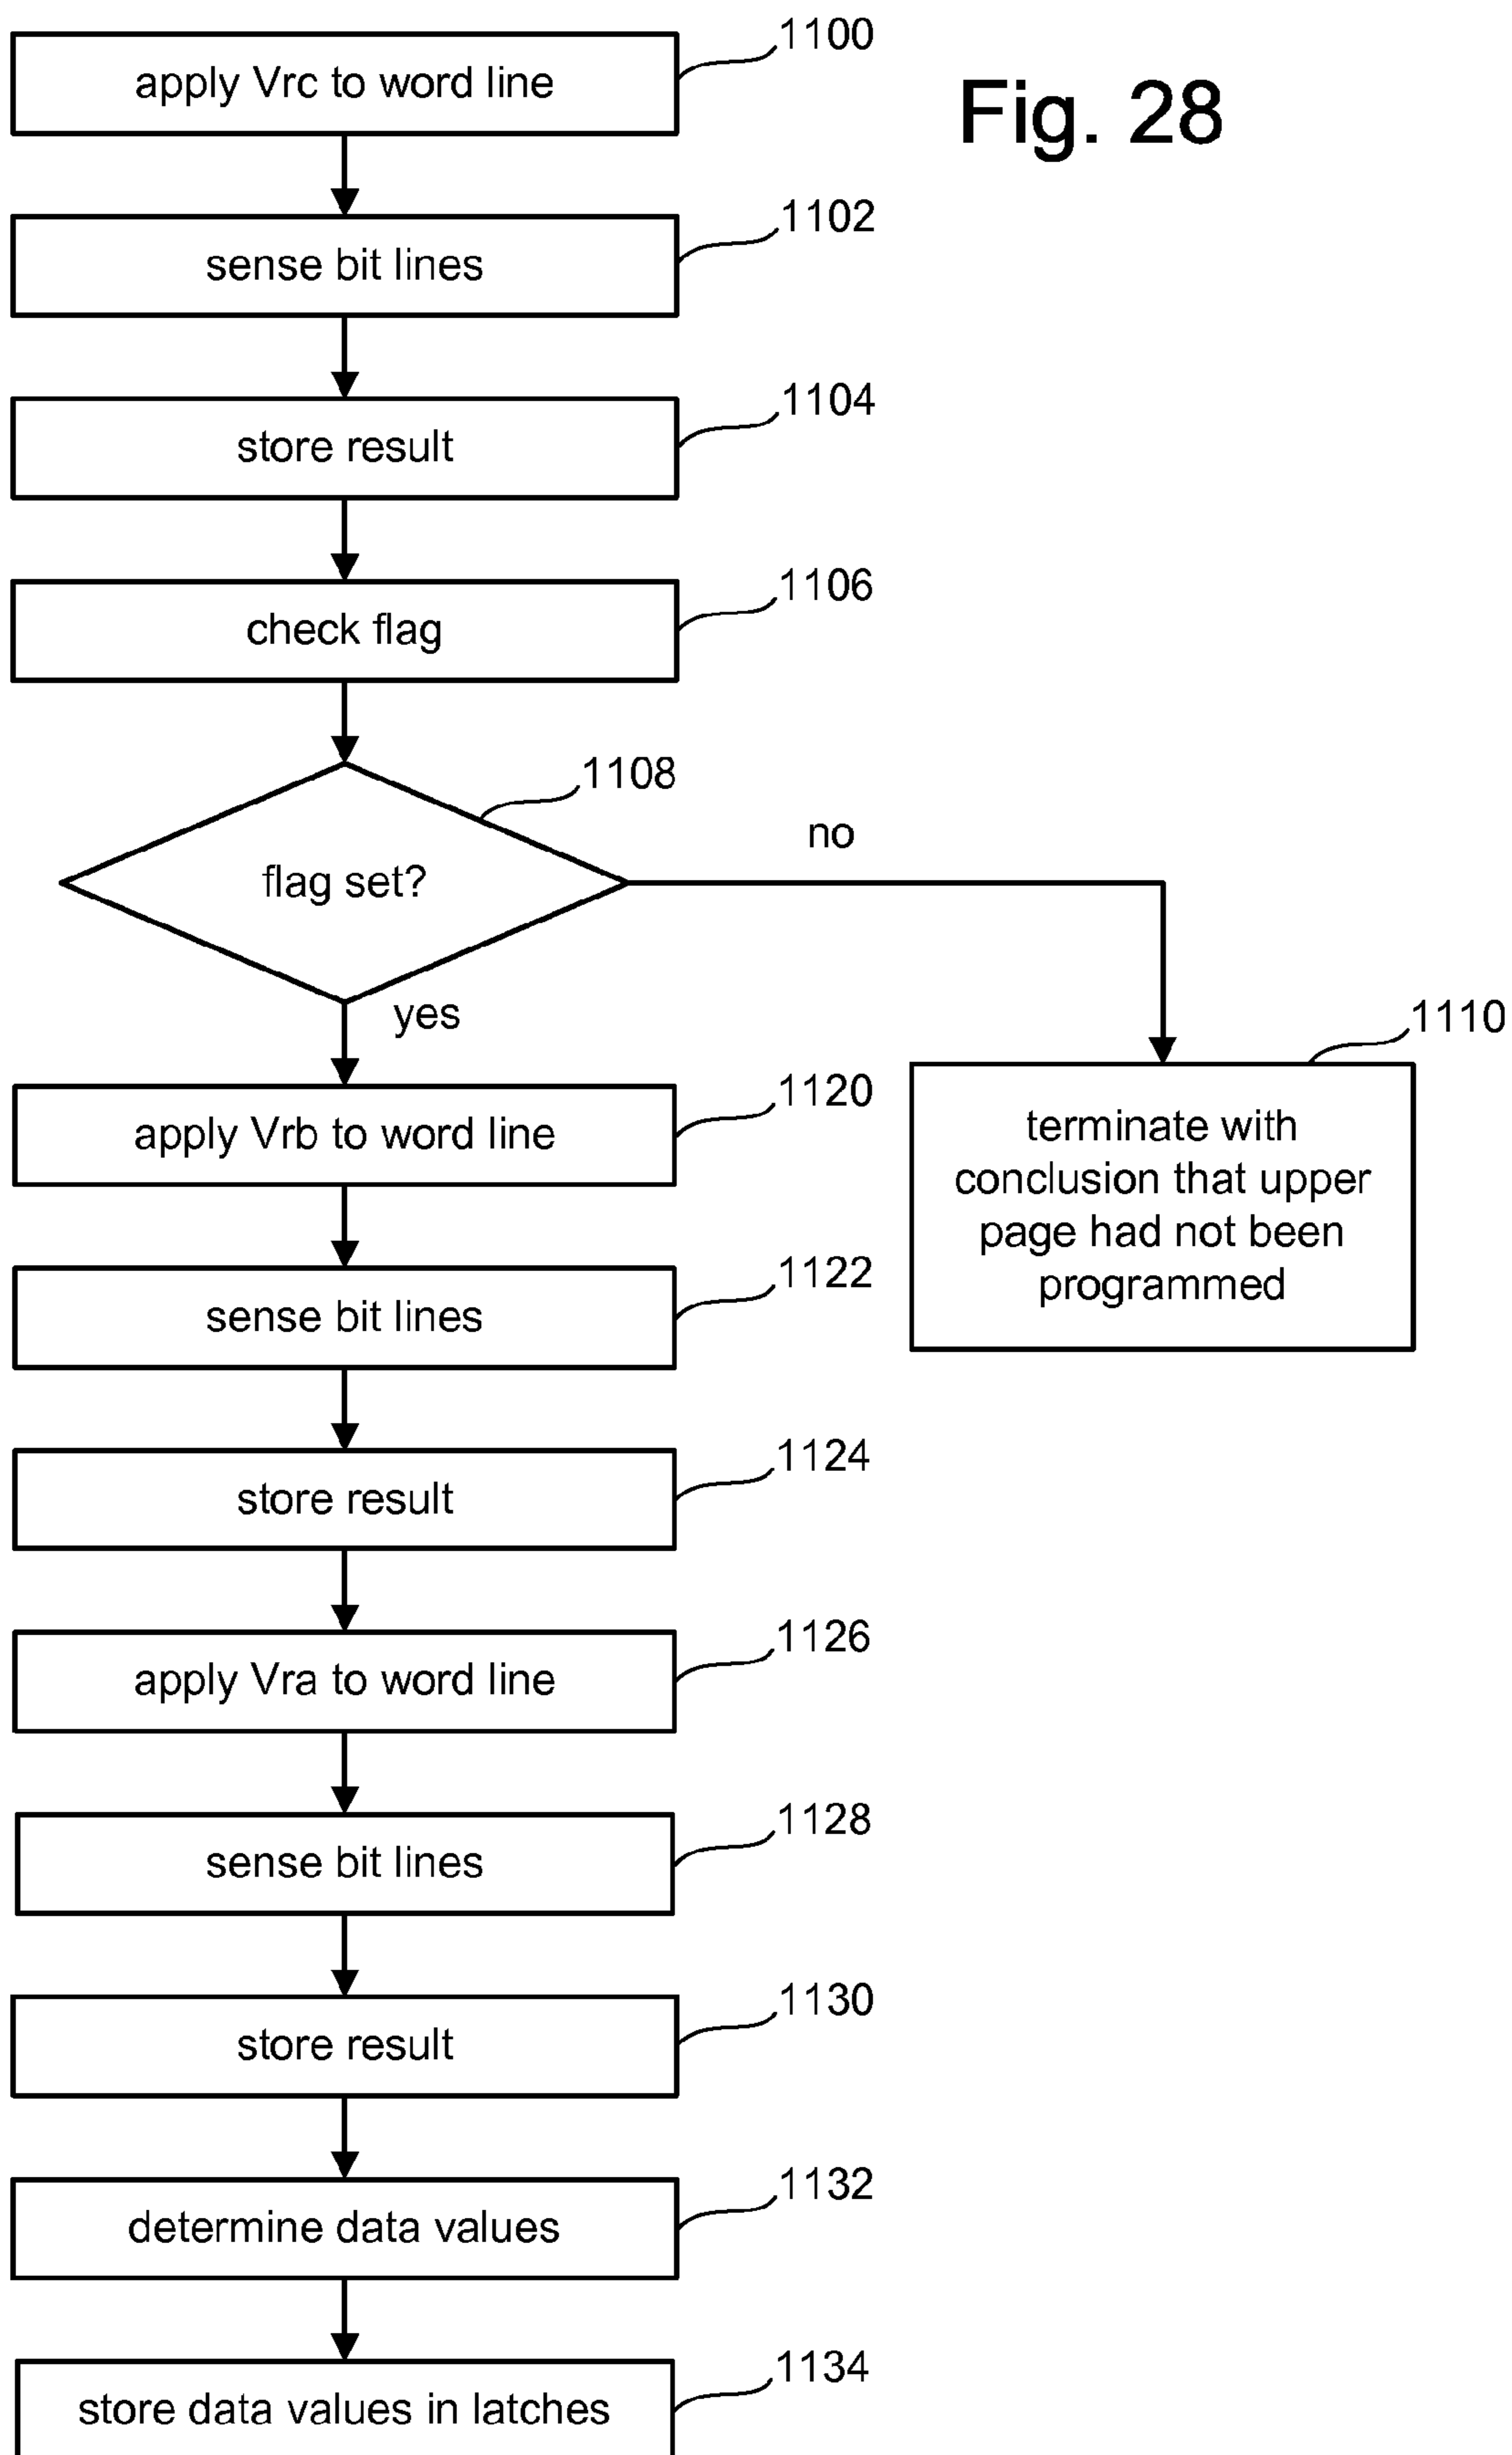 1100
apply Vrc to word line
Fig. 28
1102
sense bit lines
1104
store result
1106
check flag
1108
flag set?
no
yes
1110
terminate with
conclusion that upper
page had not been
programmed
1120
apply Vrb to word line
1122
sense bit lines
1124
store result
1126
apply Vra to word line
1128
sense bit lines
1130
store result
1132
determine data values
1134
store data values in latches